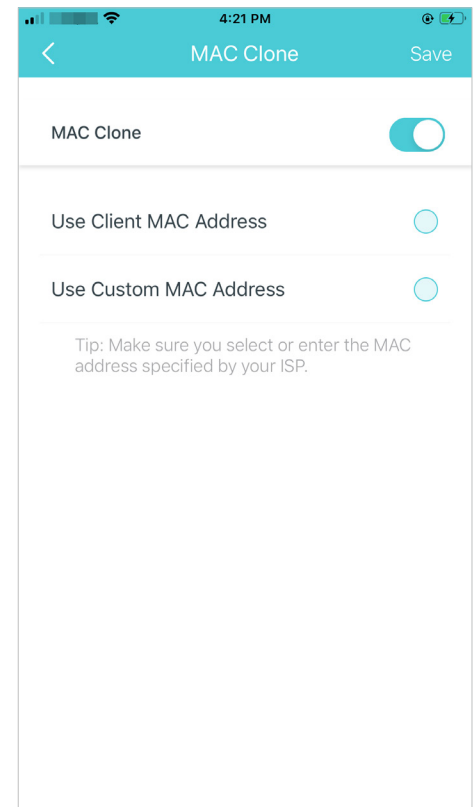 4:21 PM
MAC Clone
Save
MAC Clone
Use Client MAC Address
Use Custom MAC Address
Tip: Make sure you select or enter the MAC
address specified by your ISP.